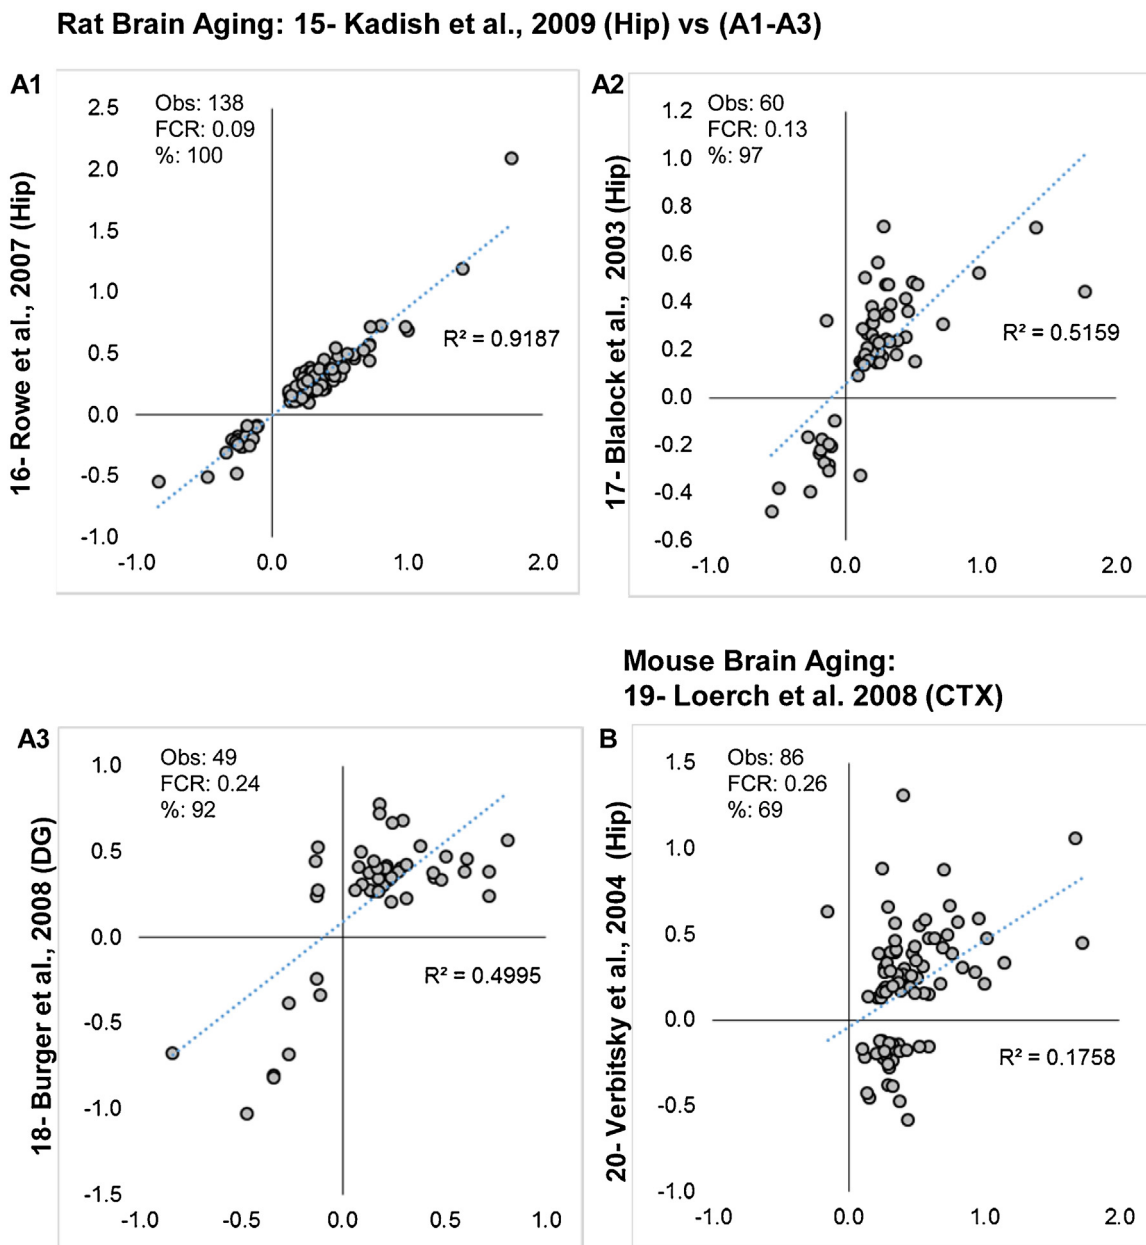 Rat Brain Aging: 15- Kadish et al., 2009 (Hip) vs (A1-A3)
A1
Obs: 138
FCR: 0.09
%: 100
2.5
2.0
1.5
1.0
0.5
0.0
-0.5
-1.0
-1.0 0.0 1.0 2.0
R² = 0.9187
16- Rowe et al., 2007 (Hip)
A2
Obs: 60
FCR: 0.13
%: 97
1.2
1.0
0.8
0.6
0.4
0.2
0.0
-0.2
-0.4
-0.6
-1.0 0.0 1.0 2.0
R² = 0.5159
17- Blalock et al., 2003 (Hip)
A3
Obs: 49
FCR: 0.24
%: 92
1.0
0.5
0.0
-0.5
-1.0
-1.5
-1.0 -0.5 0.0 0.5 1.0
R² = 0.4995
18- Burger et al., 2008 (DG)
Mouse Brain Aging:
19- Loerch et al. 2008 (CTX)
B
Obs: 86
FCR: 0.26
%: 69
1.5
1.0
0.5
0.0
-0.5
-1.0
-1.0 0.0 1.0 2.0
R² = 0.1758
20- Verbitsky et al., 2004 (Hip)